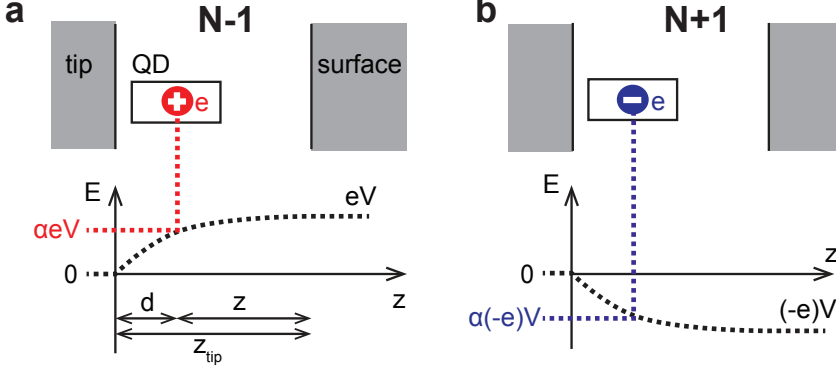 a
N-1
tip
QD
surface
+ e
E
eV
αeV
0
z
d
z
z_tip
b
N+1
− e
E
z
0
α(-e)V
(-e)V